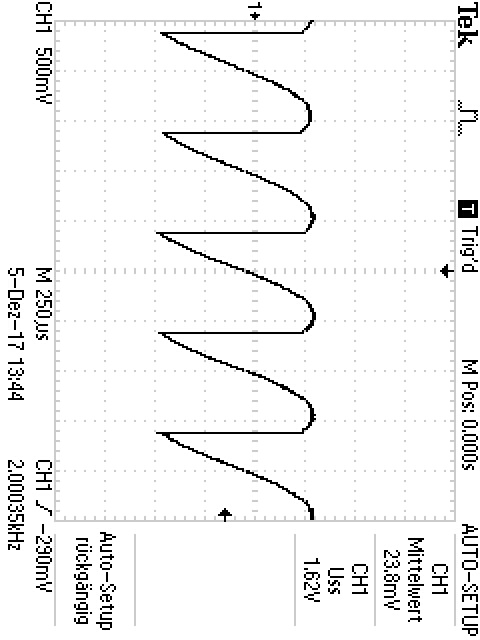 Tek
T Trig'd
M Pos: 0.000s
AUTO-SETUP
CH1
Mittelwert
23.8mV
CH1
Uss
1.62V
Auto-Setup
rückgängig
1
CH1 500mV
M 250µs
CH1 / -290mV
5-Dez-17 13:44
2.00035kHz